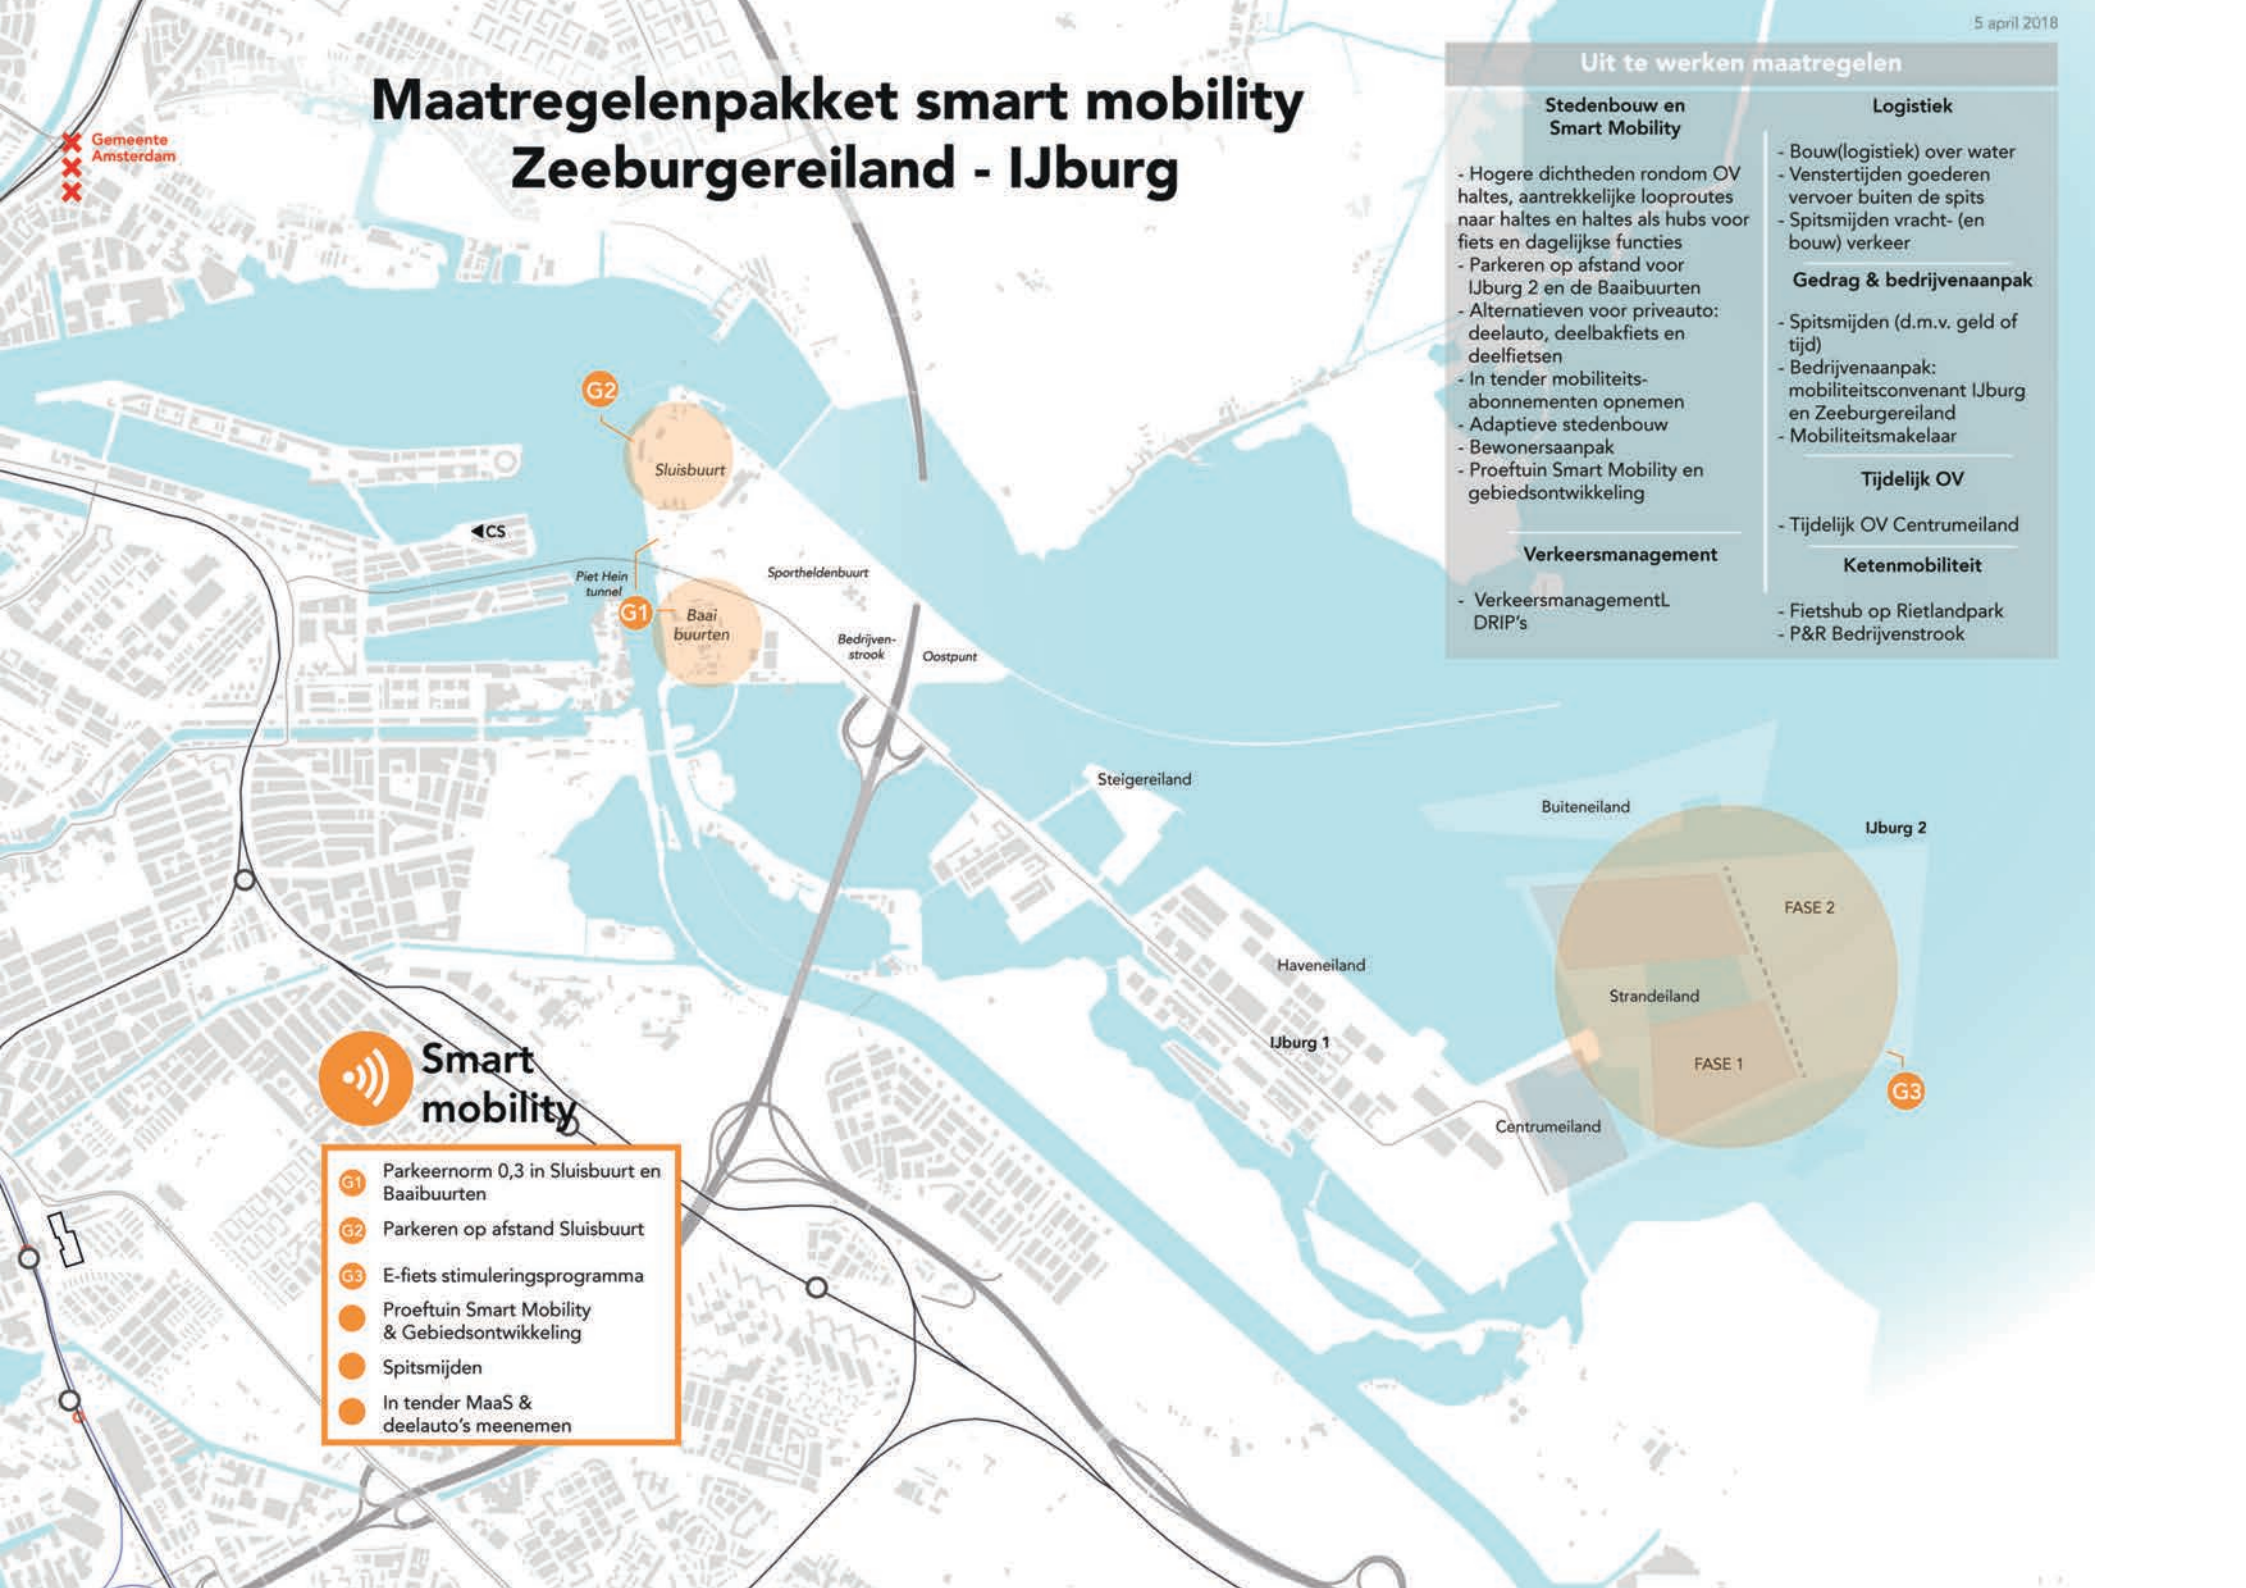 5 april 2018
Maatregelenpakket smart mobility
Zeeburgereiland - IJburg
Gemeente
Amsterdam
Uit te werken maatregelen
Stedenbouw en
Smart Mobility
- Hogere dichtheden rondom OV
haltes, aantrekkelijke looproutes
naar haltes en haltes als hubs voor
fiets en dagelijkse functies
- Parkeren op afstand voor
IJburg 2 en de Baaibuurten
- Alternatieven voor priveauto:
deelauto, deelbakfiets en
deelfietsen
- In tender mobiliteits-
abonnementen opnemen
- Adaptieve stedenbouw
- Bewonersaanpak
- Proeftuin Smart Mobility en
gebiedsontwikkeling
Verkeersmanagement
- VerkeersmanagementL
DRIP's
Logistiek
- Bouw(logistiek) over water
- Venstertijden goederen
vervoer buiten de spits
- Spitsmijden vracht- (en
bouw) verkeer
Gedrag & bedrijvenaanpak
- Spitsmijden (d.m.v. geld of
tijd)
- Bedrijvenaanpak:
mobiliteitsconvenant IJburg
en Zeeburgereiland
- Mobiliteitsmakelaar
Tijdelijk OV
- Tijdelijk OV Centrumeiland
Ketenmobiliteit
- Fietshub op Rietlandpark
- P&R Bedrijvenstrook
G2
Sluisbuurt
◀CS
Piet Hein
tunnel
G1
Baai
buurten
Sportheldenbuurt
Bedrijven-
strook
Oostpunt
Steigereiland
Buiteneiland
IJburg 2
FASE 2
Haveneiland
Strandeiland
IJburg 1
FASE 1
G3
Centrumeiland
Smart
mobility
G1 Parkeernorm 0,3 in Sluisbuurt en
Baaibuurten
G2 Parkeren op afstand Sluisbuurt
G3 E-fiets stimuleringsprogramma
Proeftuin Smart Mobility
& Gebiedsontwikkeling
Spitsmijden
In tender MaaS &
deelauto's meenemen